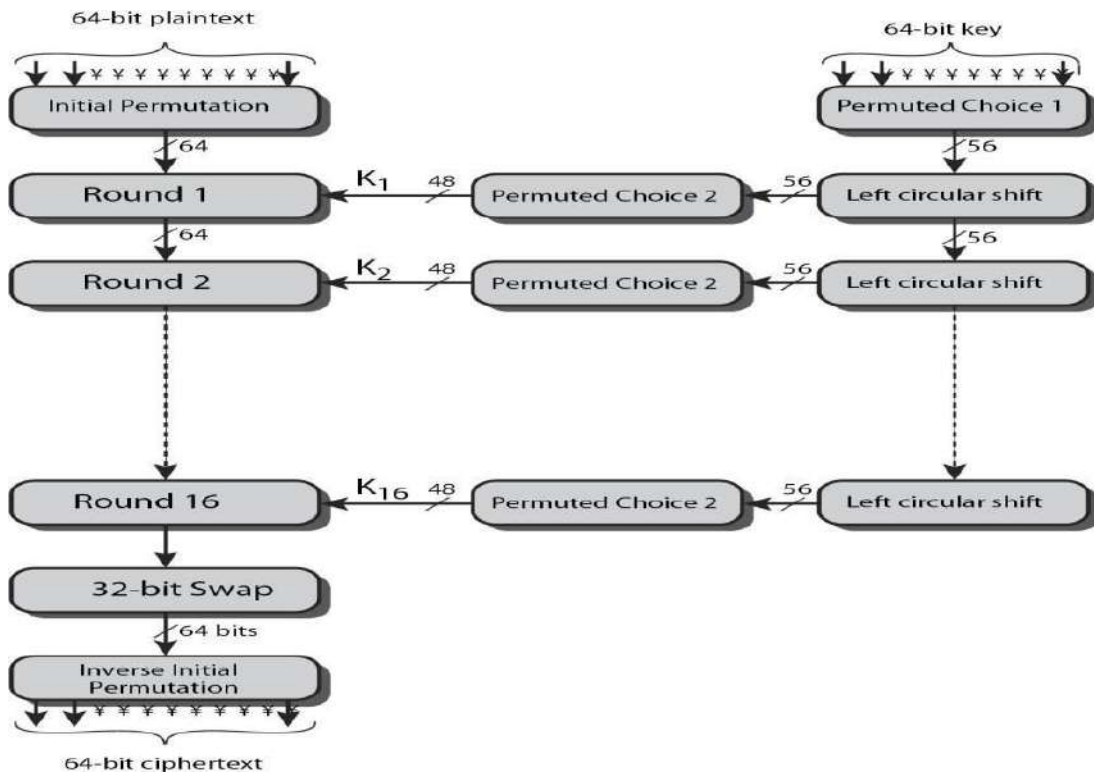 64-bit plaintext
64-bit key
¥ ¥ ¥ ¥ ¥ ¥ ¥ ¥ ¥
¥ ¥ ¥ ¥ ¥ ¥ ¥ ¥ ¥
Initial Permutation
Permuted Choice 1
64
56
Round 1
K1
48
Permuted Choice 2
56
Left circular shift
64
56
Round 2
K2
48
Permuted Choice 2
56
Left circular shift
Round 16
K16
48
Permuted Choice 2
56
Left circular shift
32-bit Swap
64 bits
Inverse Initial
Permutation
¥ ¥ ¥ ¥ ¥ ¥ ¥ ¥ ¥
64-bit ciphertext